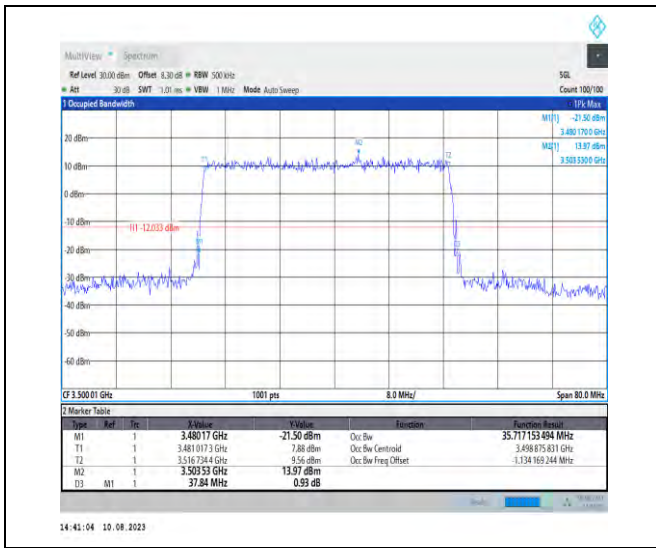 MultiView Spectrum
Ref Level 30.00 dBm Offset 8.30 dB RBW 500 kHz SGL
Att 30 dB SWT 1.01 ms VBW 1 MHz Mode Auto Sweep Count 100/100
1 Occupied Bandwidth 1Pk Max
M1[1] -21.50 dBm
3.480 170 0 GHz
20 dBm
M2[1] 13.97 dBm
3.503 530 0 GHz
M2
T1
T2
10 dBm
0 dBm
-10 dBm
H1 -12.033 dBm
-20 dBm
-30 dBm
-40 dBm
-50 dBm
-60 dBm
CF 3.500 01 GHz 1001 pts 8.0 MHz/ Span 80.0 MHz
2 Marker Table
Type Ref Trc X-Value Y-Value Function Function Result
M1 1 3.48017 GHz -21.50 dBm Occ Bw 35.717 153 494 MHz
T1 1 3.481 017 3 GHz 7.88 dBm Occ Bw Centroid 3.498 875 831 GHz
T2 1 3.516 734 4 GHz 9.56 dBm Occ Bw Freq Offset -1.134 169 244 MHz
M2 1 3.503 53 GHz 13.97 dBm
D3 M1 1 37.84 MHz 0.93 dB
14:41:04 10.08.2023